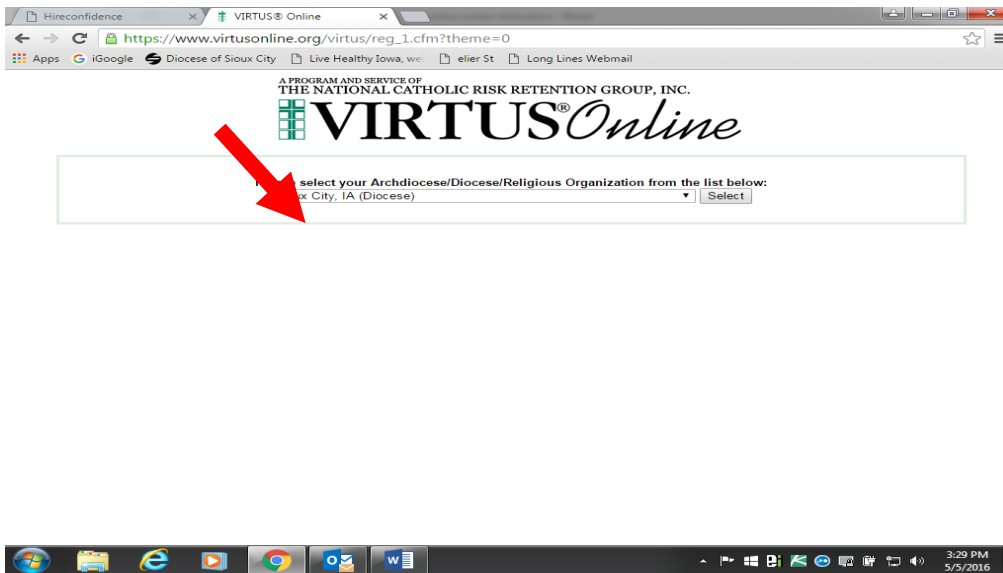 Hireconfidence
VIRTUS® Online
https://www.virtusonline.org/virtus/reg_1.cfm?theme=0
Apps iGoogle Diocese of Sioux City Live Healthy Iowa, we elier St Long Lines Webmail
A PROGRAM AND SERVICE OF
THE NATIONAL CATHOLIC RISK RETENTION GROUP, INC.
VIRTUS®Online
select your Archdiocese/Diocese/Religious Organization from the list below:
City, IA (Diocese)
Select
3:29 PM
5/5/2016